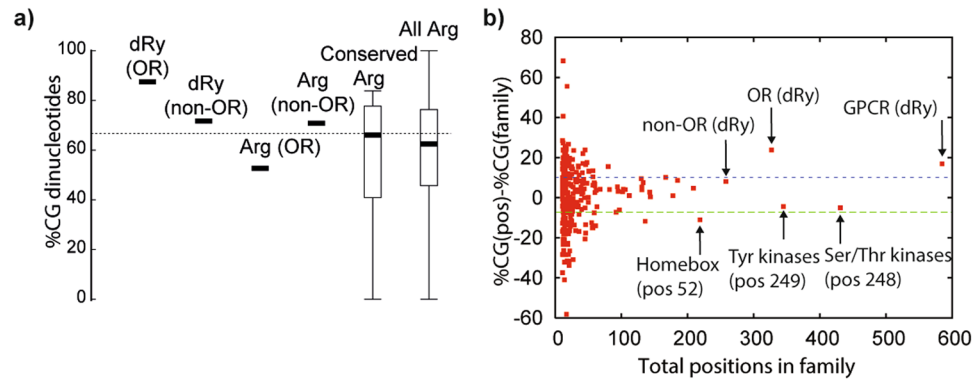 a)
%CG dinucleotides
100
80
60
40
20
0
dRy
(OR)
dRy
(non-OR)
Arg (OR)
Arg
(non-OR)
Conserved
Arg
All Arg
b)
%CG(pos)-%CG(family)
80
60
40
20
0
-20
-40
-60
non-OR (dRy)
OR (dRy)
GPCR (dRy)
Homebox
(pos 52)
Tyr kinases
(pos 249)
Ser/Thr kinases
(pos 248)
0
100
200
300
400
500
600
Total positions in family